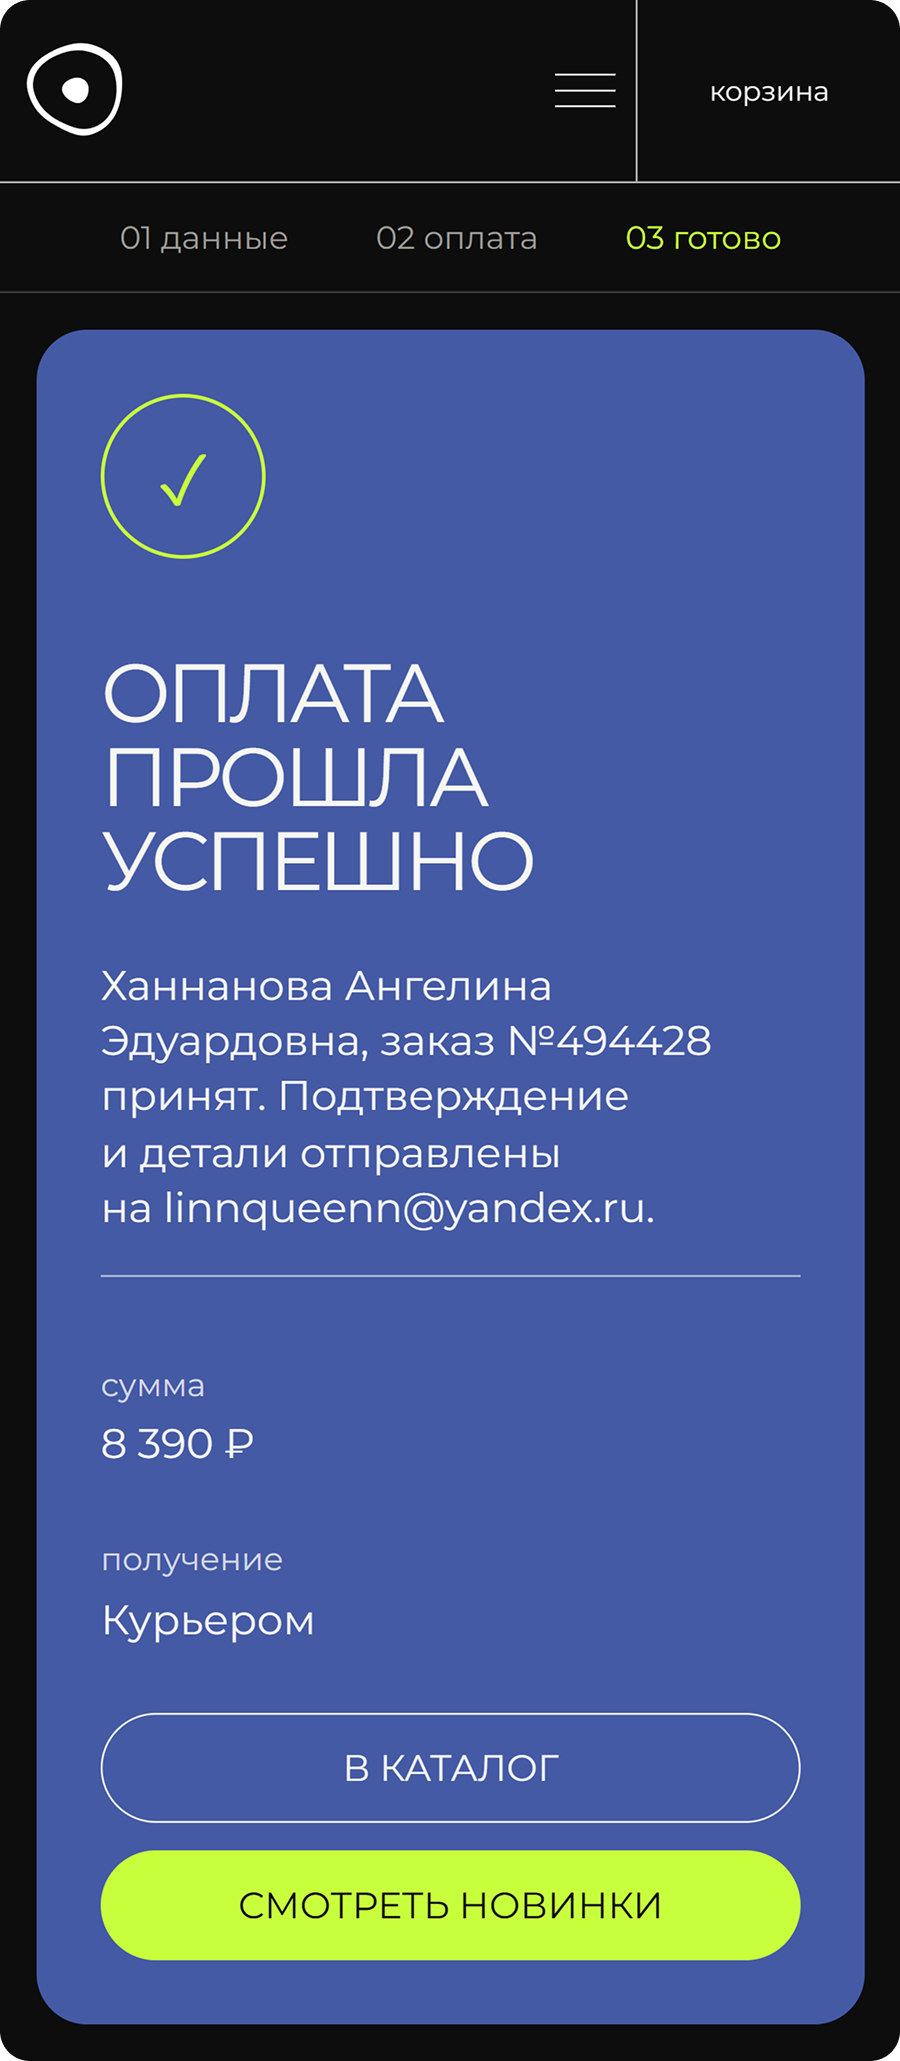 корзина
01 данные 02 оплата 03 готово
ОПЛАТА
ПРОШЛА
УСПЕШНО
Ханнанова Ангелина
Эдуардовна, заказ №494428
принят. Подтверждение
и детали отправлены
на linnqueenn@yandex.ru.
сумма
8 390 ₽
получение
Курьером
В КАТАЛОГ
СМОТРЕТЬ НОВИНКИ